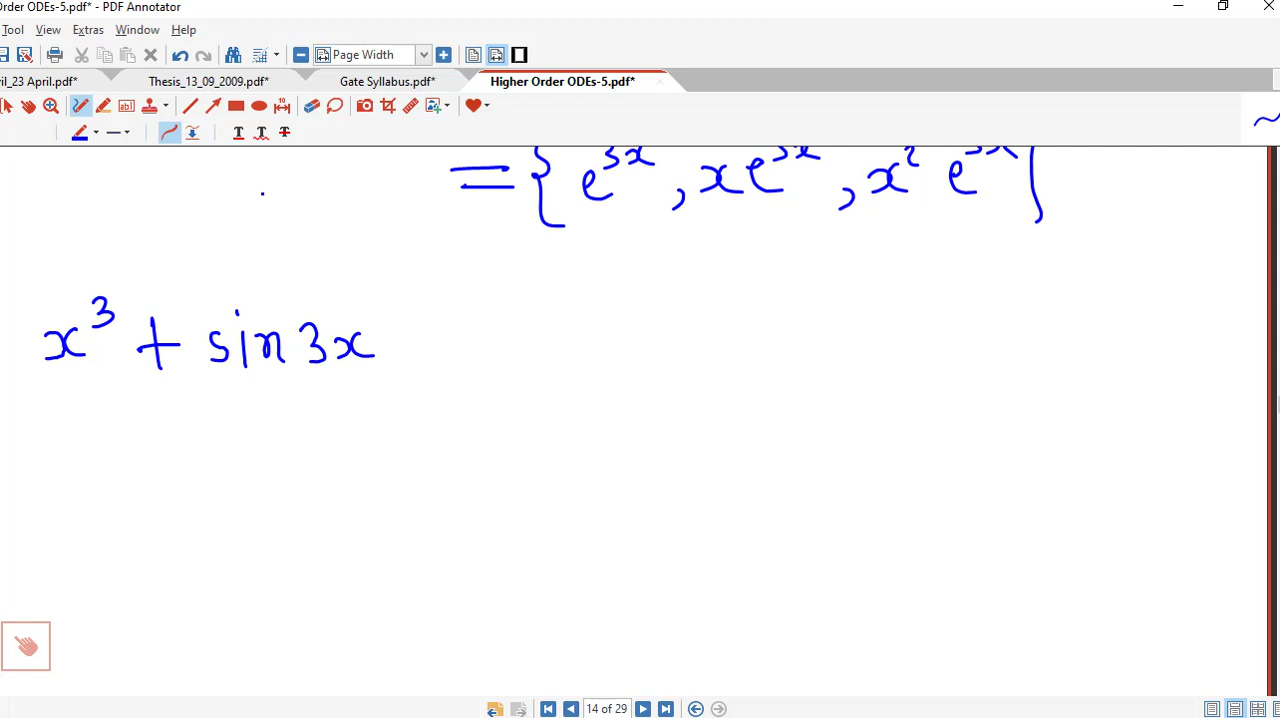 Order ODEs-5.pdf* - PDF Annotator
Tool View Extras Window Help
Page Width
il_23 April.pdf* Thesis_13_09_2009.pdf* Gate Syllabus.pdf* Higher Order ODEs-5.pdf*
= { e^{3x}, x e^{3x}, x^2 e^{3x} }
x^3 + sin 3x
14 of 29